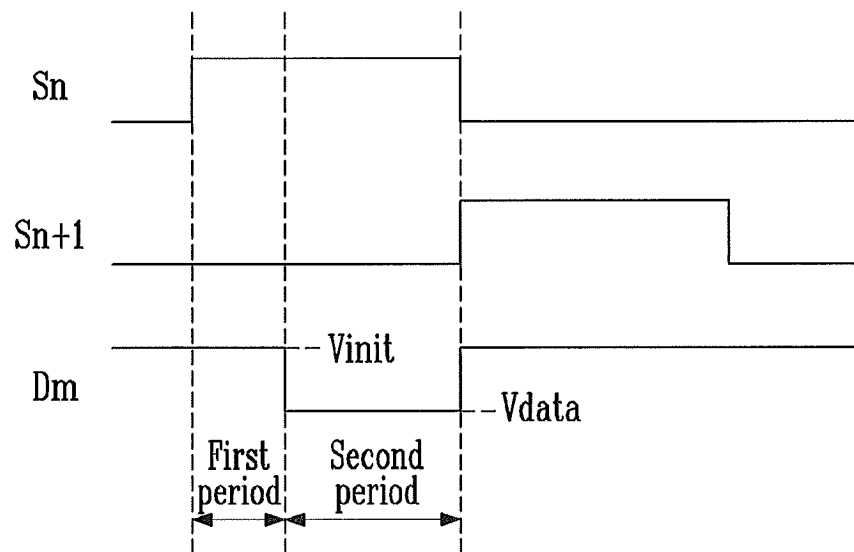 Sn
Sn+1
Vinit
Dm
Vdata
First
period
Second
period